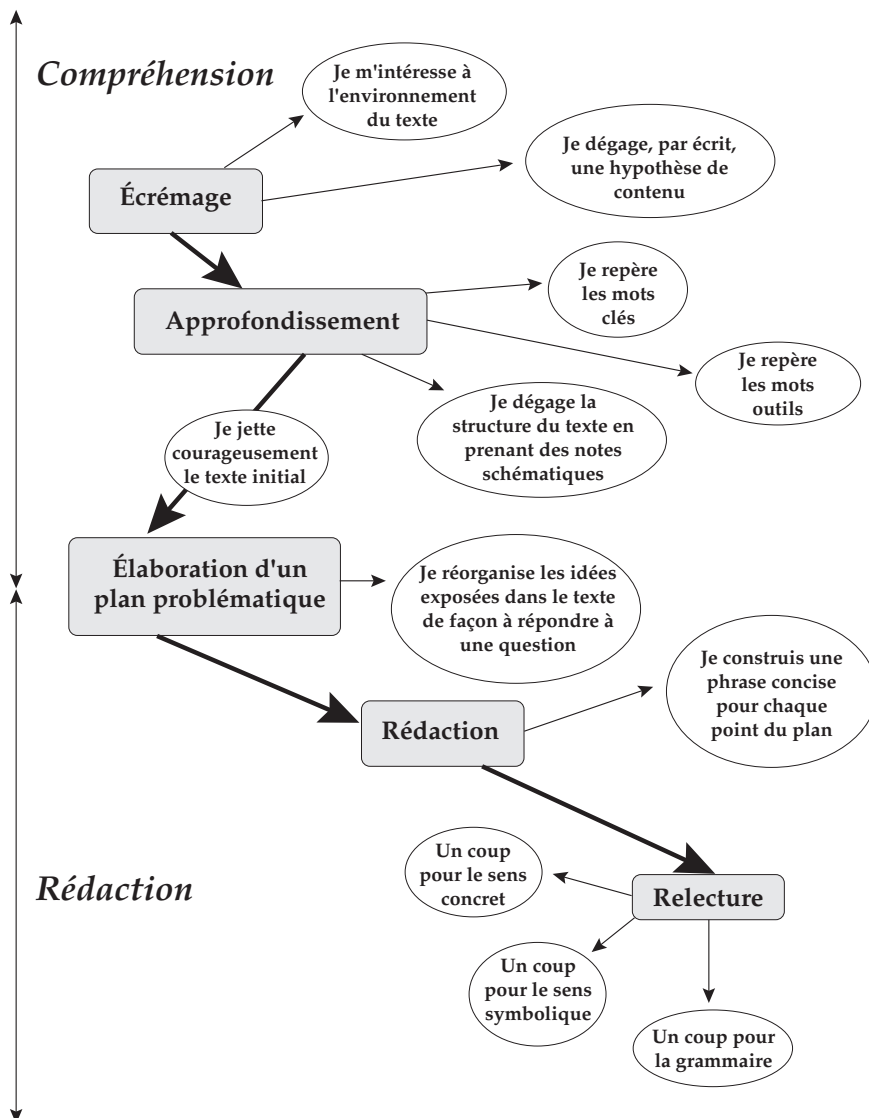 Compréhension
Je m'intéresse à
l'environnement
du texte
Je dégage, par écrit,
une hypothèse de
contenu
Écrémage
Je repère
les mots
clés
Approfondissement
Je repère
les mots
outils
Je dégage la
structure du texte en
prenant des notes
schématiques
Je jette
courageusement
le texte initial
Élaboration d'un
plan problématique
Je réorganise les idées
exposées dans le texte
de façon à répondre à
une question
Je construis une
phrase concise
pour chaque
point du plan
Rédaction
Rédaction
Un coup
pour le sens
concret
Relecture
Un coup
pour le sens
symbolique
Un coup pour
la grammaire